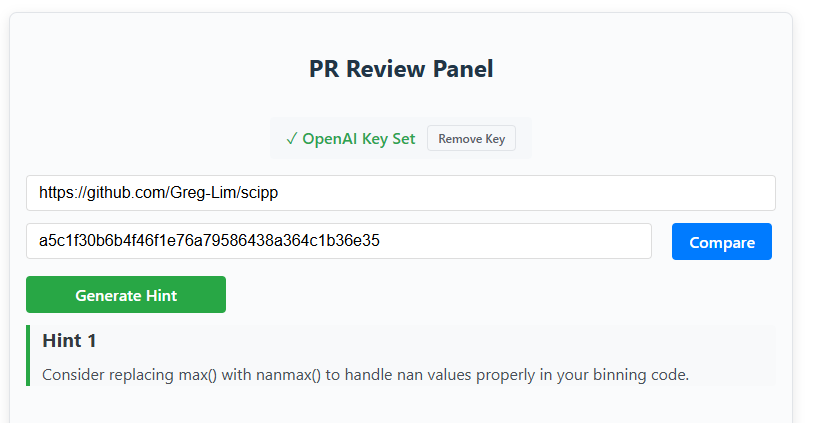 PR Review Panel
✓ OpenAI Key Set Remove Key
https://github.com/Greg-Lim/scipp
a5c1f30b6b4f46f1e76a79586438a364c1b36e35 Compare
Generate Hint
Hint 1
Consider replacing max() with nanmax() to handle nan values properly in your binning code.